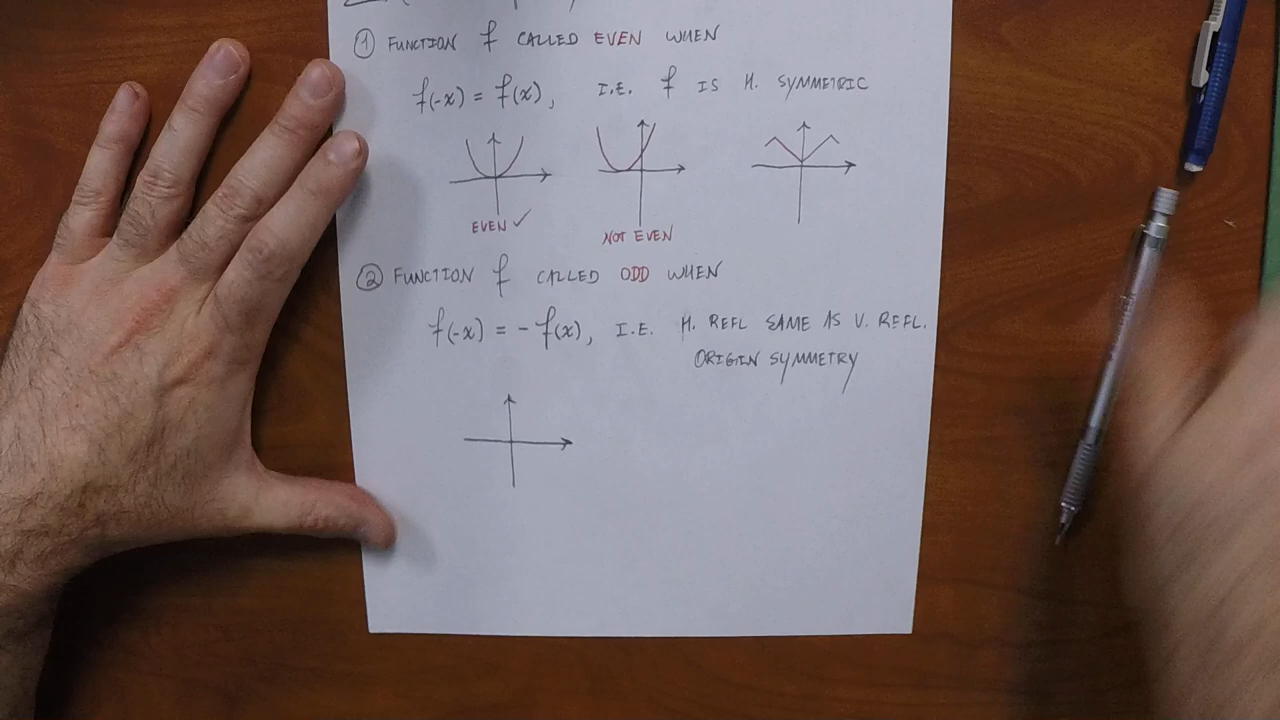 ① FUNCTION f CALLED EVEN WHEN
f(-x) = f(x), I.E. f IS H. SYMMETRIC
EVEN ✓
NOT EVEN
② FUNCTION f CALLED ODD WHEN
f(-x) = - f(x), I.E. H. REFL SAME AS V. REFL.
ORIGIN SYMMETRY